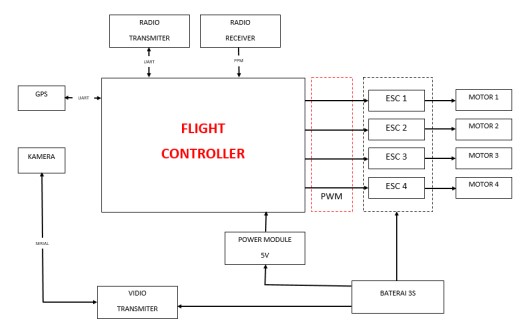 RADIO
TRANSMITER
RADIO
RECEIVER
UART
PPM
GPS
UART
FLIGHT
CONTROLLER
ESC 1
MOTOR 1
ESC 2
MOTOR 2
ESC 3
MOTOR 3
ESC 4
MOTOR 4
PWM
KAMERA
SERIAL
POWER MODULE
5V
VIDIO
TRANSMITER
BATERAI 3S